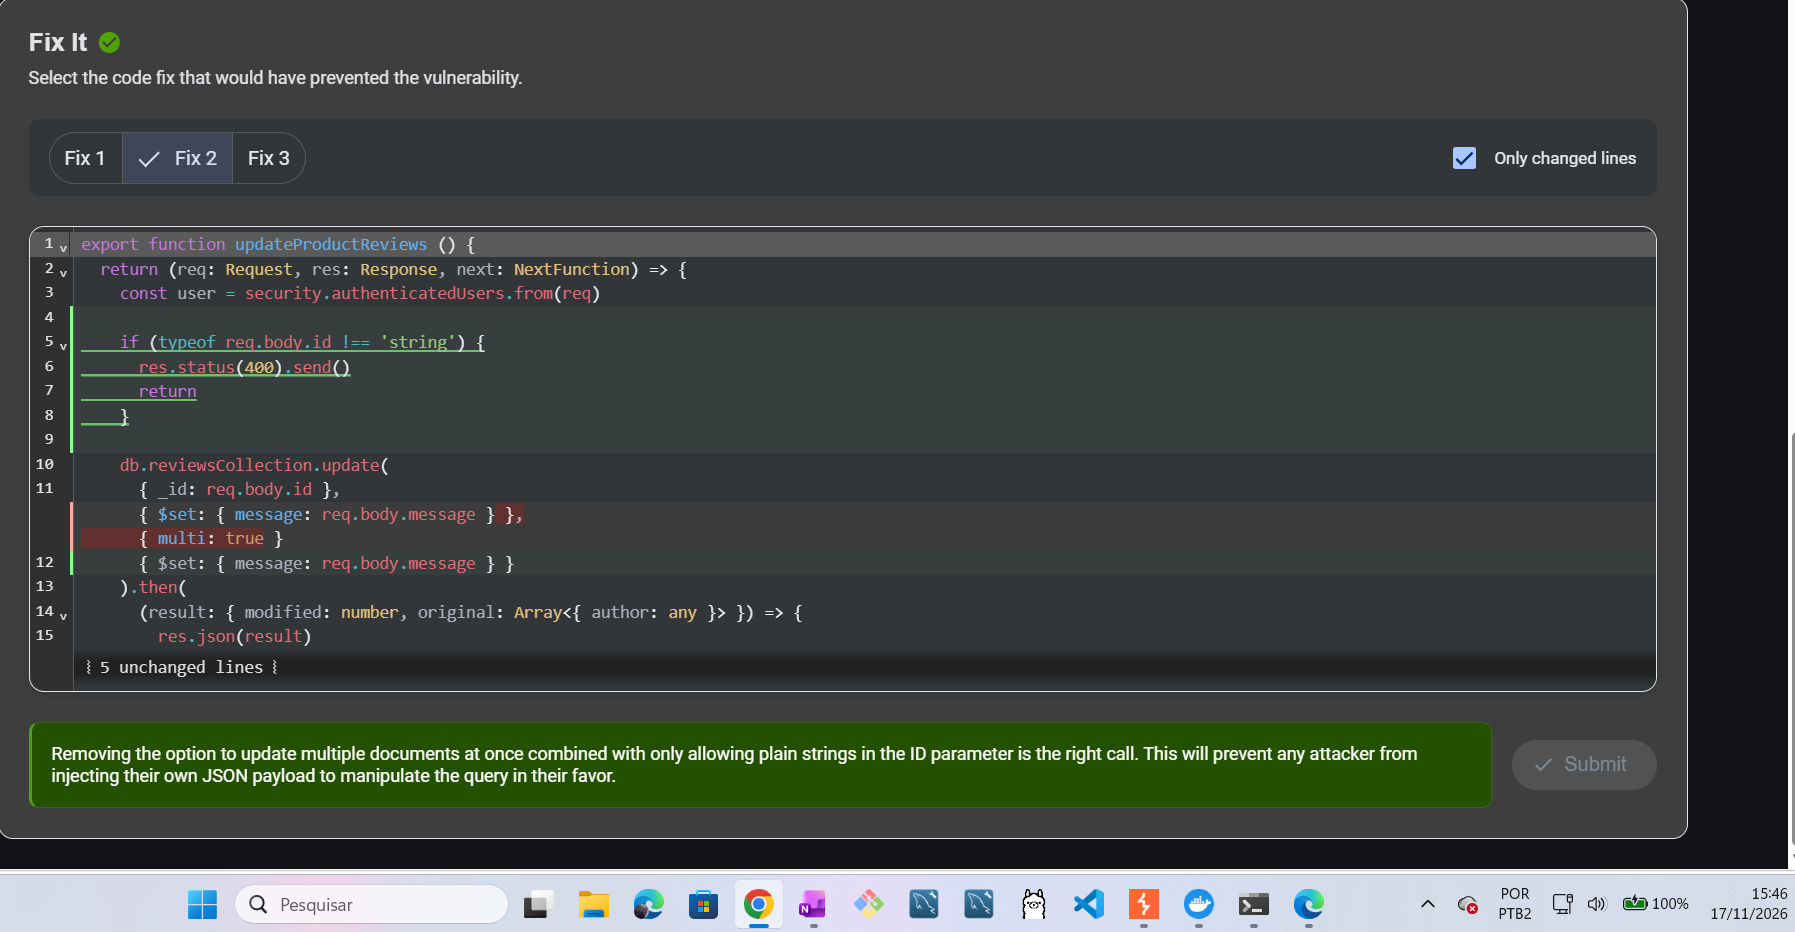 Fix It
Select the code fix that would have prevented the vulnerability.
Fix 1
Fix 2
Fix 3
Only changed lines
1 export function updateProductReviews () {
2 return (req: Request, res: Response, next: NextFunction) => {
3 const user = security.authenticatedUsers.from(req)
4
5 if (typeof req.body.id !== 'string') {
6 res.status(400).send()
7 return
8 }
9
10 db.reviewsCollection.update(
11 { _id: req.body.id },
{ $set: { message: req.body.message } },
{ multi: true }
12 { $set: { message: req.body.message } }
13 ).then(
14 (result: { modified: number, original: Array<{ author: any }> }) => {
15 res.json(result)
5 unchanged lines
Removing the option to update multiple documents at once combined with only allowing plain strings in the ID parameter is the right call. This will prevent any attacker from
injecting their own JSON payload to manipulate the query in their favor.
Submit
Pesquisar
POR
PTB2
100%
15:46
17/11/2026